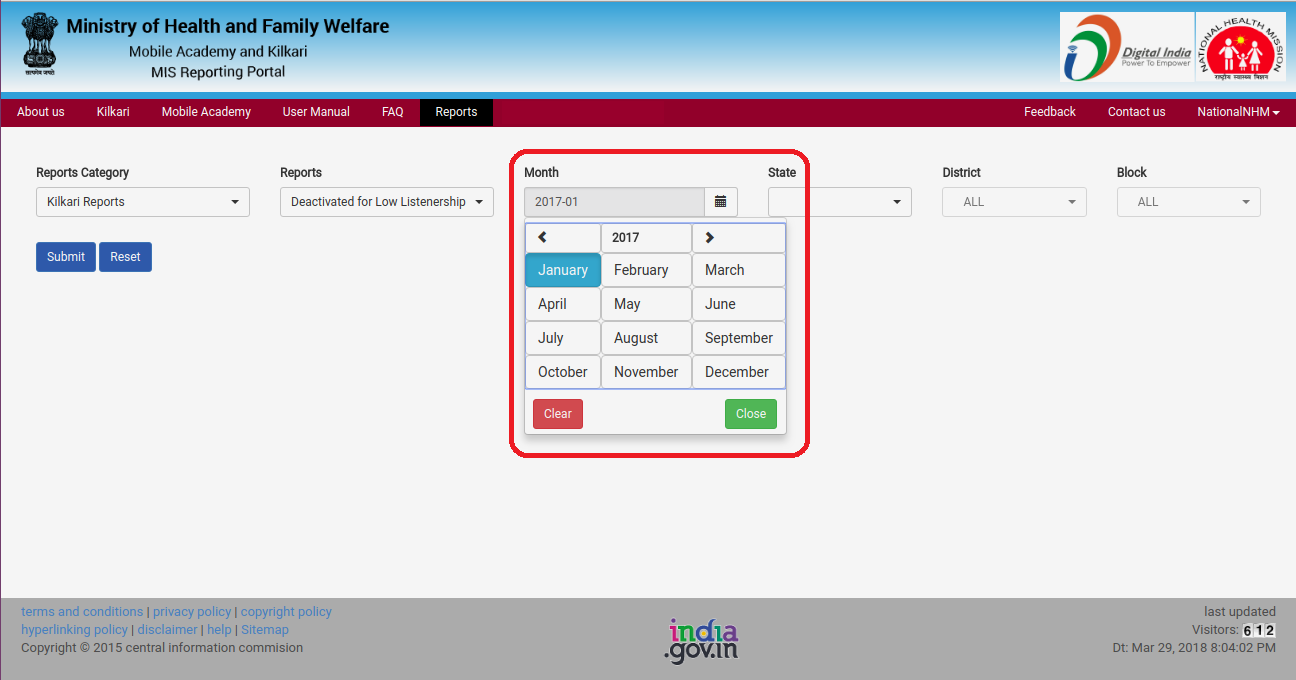 Ministry of Health and Family Welfare
Mobile Academy and Kilkari
MIS Reporting Portal
सत्यमेव जयते
Digital India
Power To Empower
NATIONAL HEALTH MISSION
राष्ट्रीय स्वास्थ्य मिशन
About us Kilkari Mobile Academy User Manual FAQ Reports Feedback Contact us NationalNHM
Reports Category Reports Month State District Block
Kilkari Reports Deactivated for Low Listenership 2017-01 ALL ALL
Submit Reset
2017
January February March
April May June
July August September
October November December
Clear Close
terms and conditions | privacy policy | copyright policy
hyperlinking policy | disclaimer | help | Sitemap
Copyright © 2015 central information commision
india
.gov.in
last updated
Visitors: 612
Dt: Mar 29, 2018 8:04:02 PM